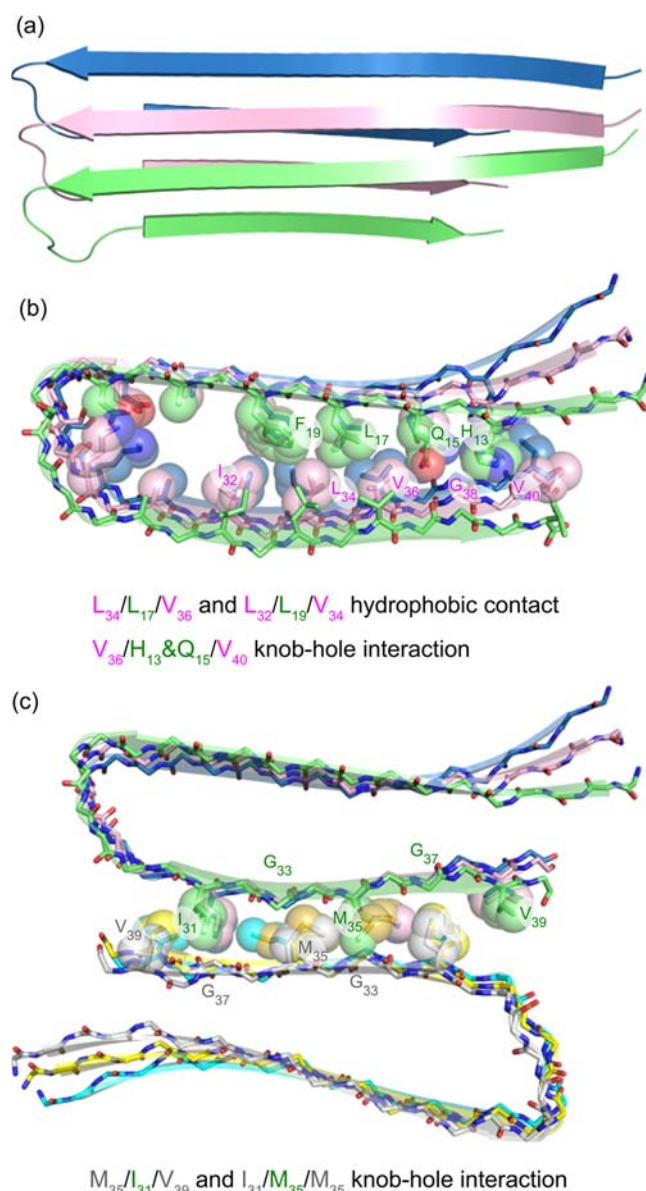 (a)
(b)
F19 L17 Q15 H13
I32 L34 V36 G38 V40
L34/L17/V36 and L32/L19/V34 hydrophobic contact
V36/H13&Q15/V40 knob-hole interaction
(c)
G33 G37
V39 I31 M35 M35 V39
G37 G33
M35/I31/V39 and I31/M35/M35 knob-hole interaction